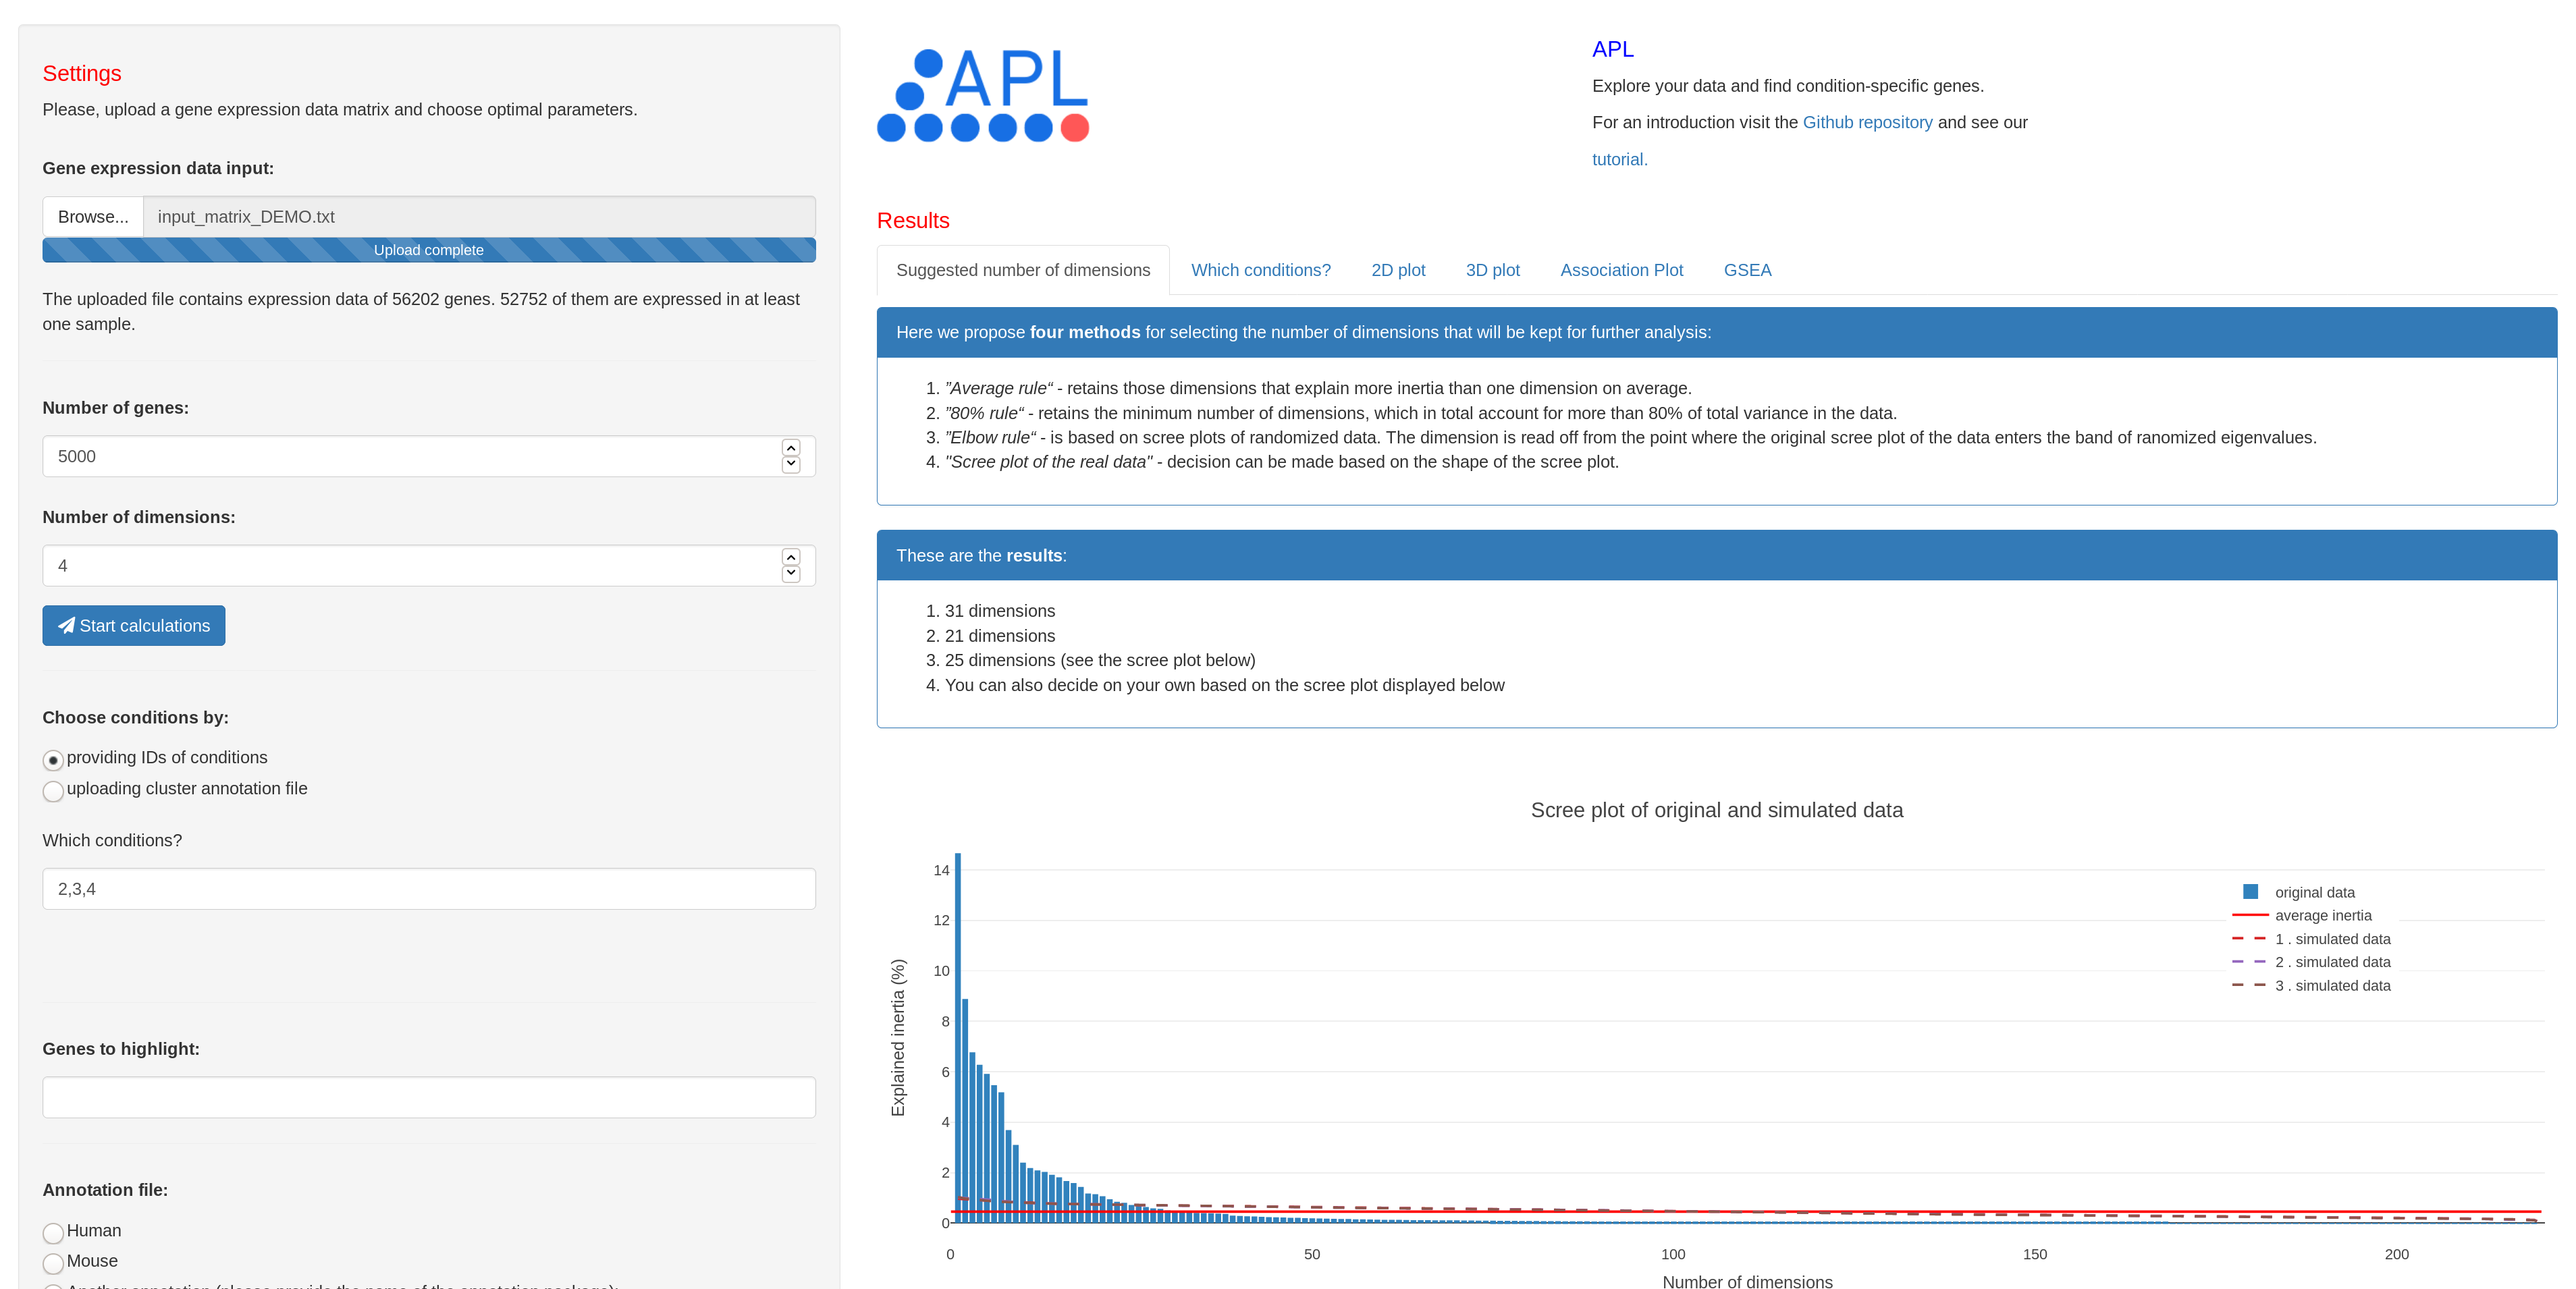 Settings
Please, upload a gene expression data matrix and choose optimal parameters.
Gene expression data input:
Browse... input_matrix_DEMO.txt
Upload complete
The uploaded file contains expression data of 56202 genes. 52752 of them are expressed in at least
one sample.
Number of genes:
5000
Number of dimensions:
4
Start calculations
Choose conditions by:
providing IDs of conditions
uploading cluster annotation file
Which conditions?
2,3,4
Genes to highlight:
Annotation file:
Human
Mouse
Another annotation (please provide the name of the annotation package):
APL
APL
Explore your data and find condition-specific genes.
For an introduction visit the Github repository and see our
tutorial.
Results
Suggested number of dimensions Which conditions? 2D plot 3D plot Association Plot GSEA
Here we propose four methods for selecting the number of dimensions that will be kept for further analysis:
1. ”Average rule“ - retains those dimensions that explain more inertia than one dimension on average.
2. ”80% rule“ - retains the minimum number of dimensions, which in total account for more than 80% of total variance in the data.
3. ”Elbow rule“ - is based on scree plots of randomized data. The dimension is read off from the point where the original scree plot of the data enters the band of ranomized eigenvalues.
4. "Scree plot of the real data" - decision can be made based on the shape of the scree plot.
These are the results:
1. 31 dimensions
2. 21 dimensions
3. 25 dimensions (see the scree plot below)
4. You can also decide on your own based on the scree plot displayed below
Scree plot of original and simulated data
Explained inertia (%)
14
12
10
8
6
4
2
0
original data
average inertia
1 . simulated data
2 . simulated data
3 . simulated data
0 50 100 150 200
Number of dimensions